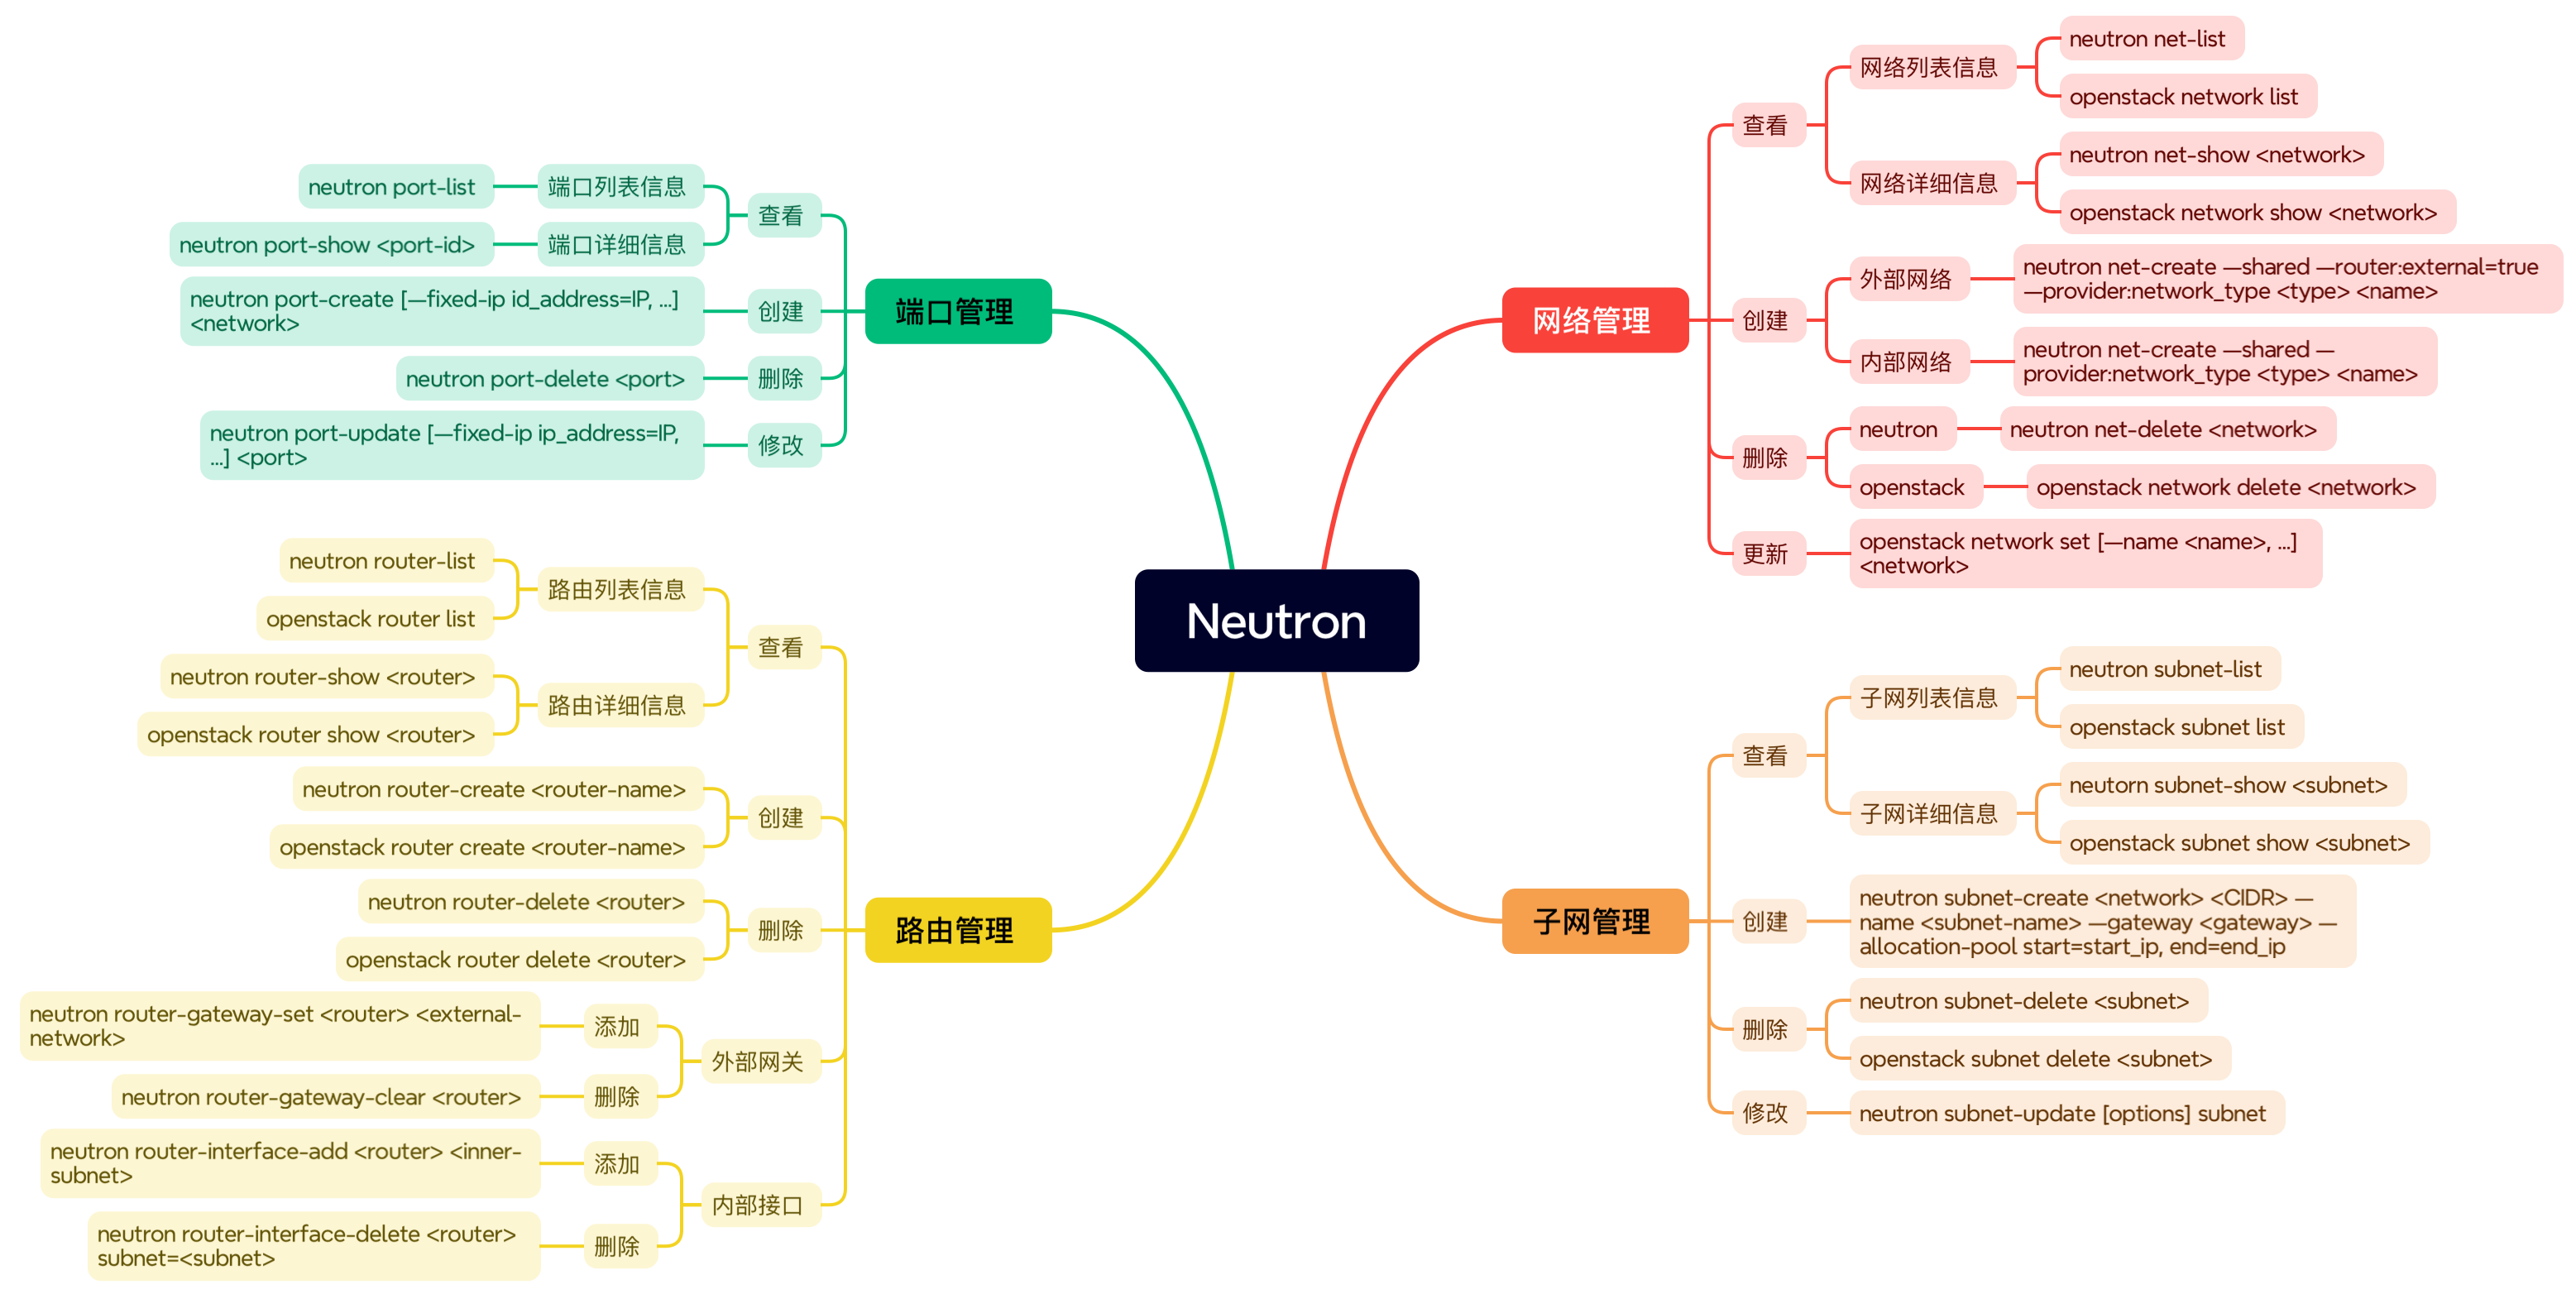 Neutron
网络管理
查看
网络列表信息
neutron net-list
openstack network list
网络详细信息
neutron net-show <network>
openstack network show <network>
创建
外部网络
neutron net-create —shared —router:external=true
—provider:network_type <type> <name>
内部网络
neutron net-create —shared —
provider:network_type <type> <name>
删除
neutron
neutron net-delete <network>
openstack
openstack network delete <network>
更新
openstack network set [—name <name>, ...]
<network>
子网管理
查看
子网列表信息
neutron subnet-list
openstack subnet list
子网详细信息
neutorn subnet-show <subnet>
openstack subnet show <subnet>
创建
neutron subnet-create <network> <CIDR> —
name <subnet-name> —gateway <gateway> —
allocation-pool start=start_ip, end=end_ip
删除
neutron subnet-delete <subnet>
openstack subnet delete <subnet>
修改
neutron subnet-update [options] subnet
端口管理
查看
端口列表信息
neutron port-list
端口详细信息
neutron port-show <port-id>
创建
neutron port-create [—fixed-ip id_address=IP, ...]
<network>
删除
neutron port-delete <port>
修改
neutron port-update [—fixed-ip ip_address=IP,
...] <port>
路由管理
查看
路由列表信息
neutron router-list
openstack router list
路由详细信息
neutron router-show <router>
openstack router show <router>
创建
neutron router-create <router-name>
openstack router create <router-name>
删除
neutron router-delete <router>
openstack router delete <router>
外部网关
添加
neutron router-gateway-set <router> <external-
network>
删除
neutron router-gateway-clear <router>
内部接口
添加
neutron router-interface-add <router> <inner-
subnet>
删除
neutron router-interface-delete <router>
subnet=<subnet>